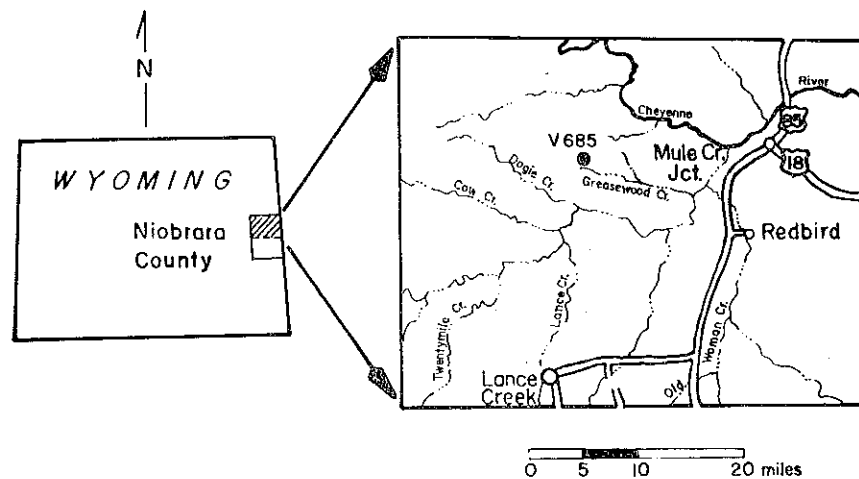 N
WYOMING
Niobrara
County
River
Cheyenne
85
V685
Mule Cr.
Jct.
18
Dogie Cr.
Greasewood Cr.
Cow Cr.
Redbird
Twentymile Cr.
Lance Cr.
Old Woman Cr.
Lance
Creek
0 5 10 20 miles